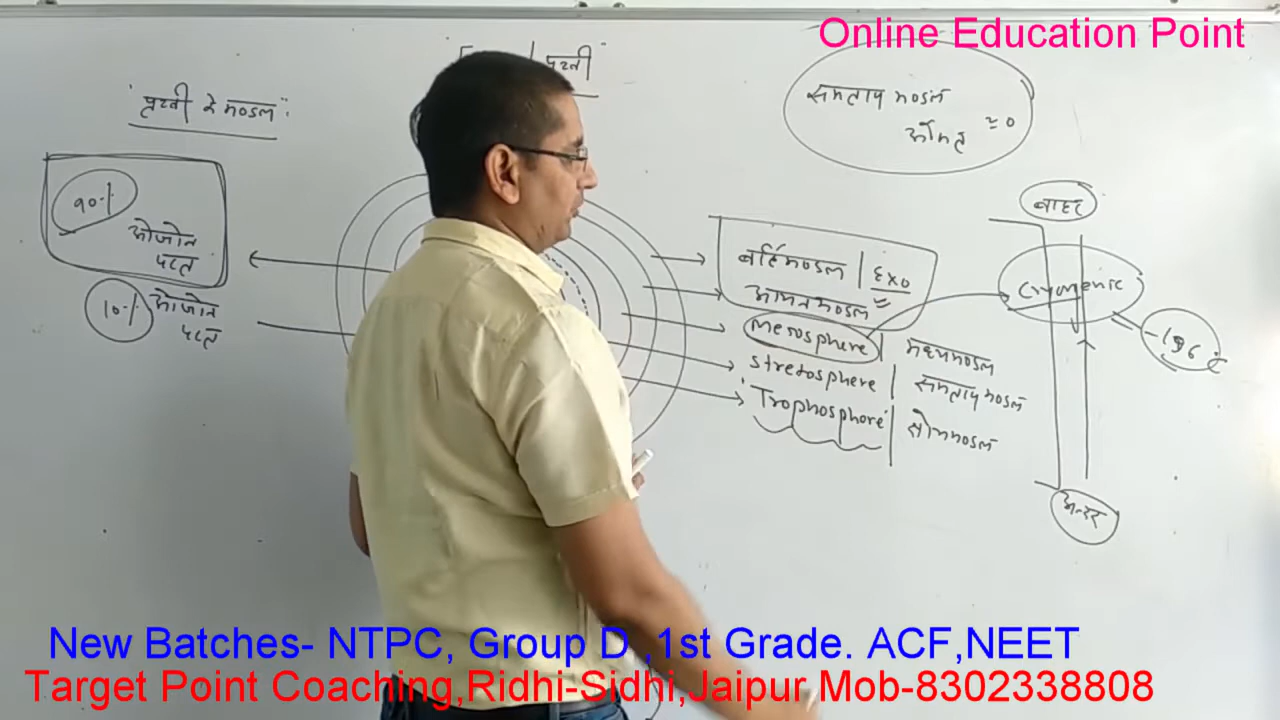 Online Education Point
पृथ्वी
पृथ्वी के मण्डल:
समताप मण्डल
औसत ≈ 0
90%
ओजोन
परत
10% ओजोन
परत
बर्हिमण्डल | Exo
आयनमण्डल =
Mesosphere | मध्यमण्डल
Stretosphere | समताप मण्डल
Trophosphore | क्षोभमण्डल
बाहर
Cryogenic
-196 ℃
अन्दर
New Batches- NTPC, Group D ,1st Grade. ACF,NEET
Target Point Coaching,Ridhi-Sidhi,Jaipur Mob-8302338808